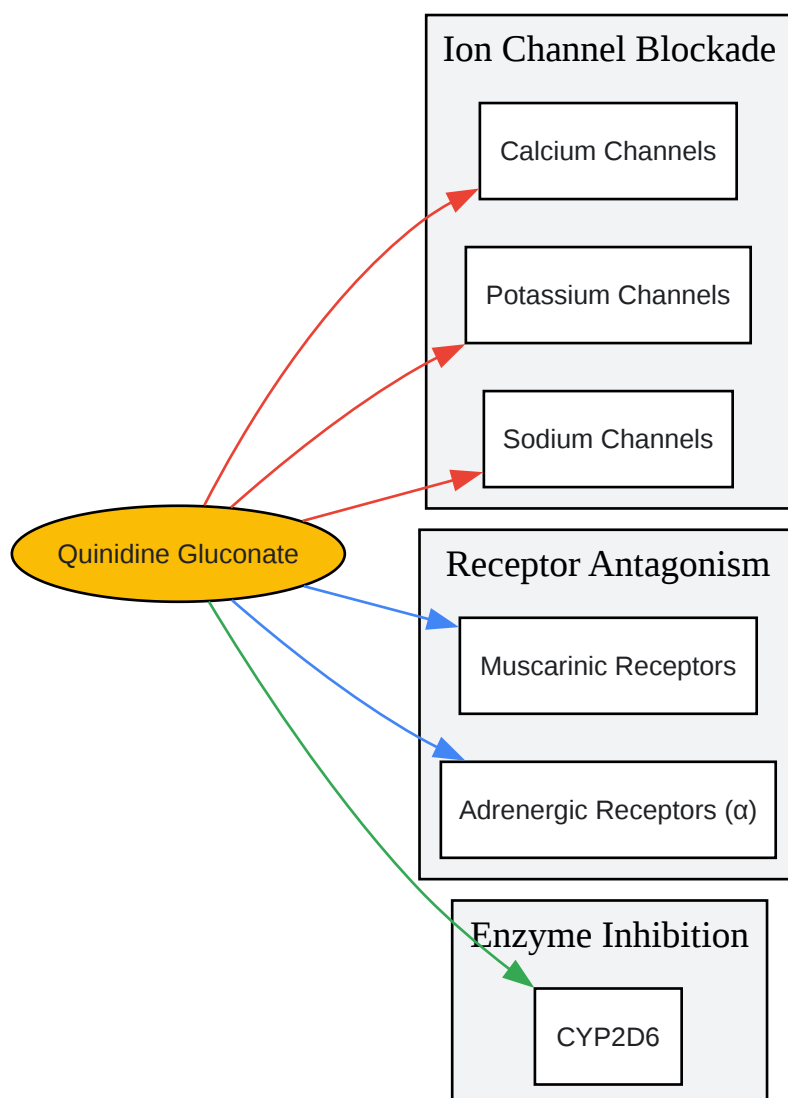 Ion Channel Blockade
Calcium Channels
Potassium Channels
Sodium Channels
Quinidine Gluconate
Receptor Antagonism
Muscarinic Receptors
Adrenergic Receptors (α)
Enzyme Inhibition
CYP2D6